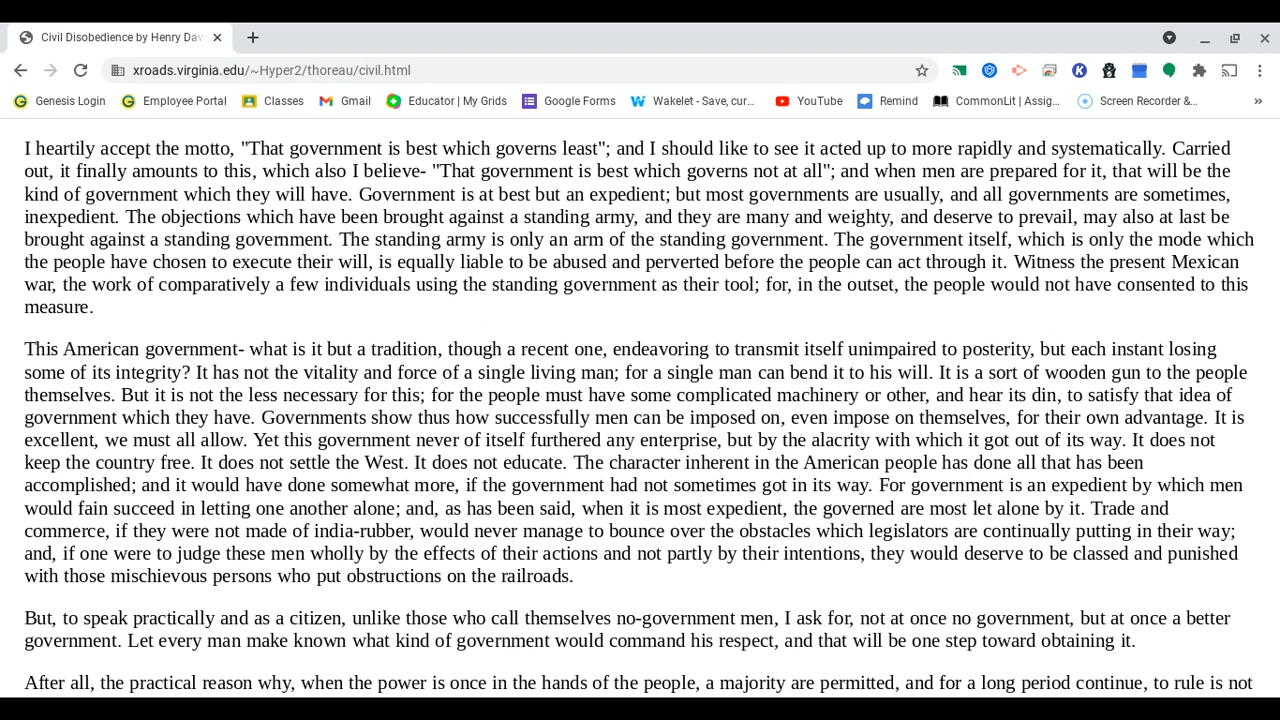 Civil Disobedience by Henry Dav
xroads.virginia.edu/~Hyper2/thoreau/civil.html
Genesis Login Employee Portal Classes Gmail Educator | My Grids Google Forms Wakelet - Save, cur... YouTube Remind CommonLit | Assig... Screen Recorder &... »
I heartily accept the motto, "That government is best which governs least"; and I should like to see it acted up to more rapidly and systematically. Carried
out, it finally amounts to this, which also I believe- "That government is best which governs not at all"; and when men are prepared for it, that will be the
kind of government which they will have. Government is at best but an expedient; but most governments are usually, and all governments are sometimes,
inexpedient. The objections which have been brought against a standing army, and they are many and weighty, and deserve to prevail, may also at last be
brought against a standing government. The standing army is only an arm of the standing government. The government itself, which is only the mode which
the people have chosen to execute their will, is equally liable to be abused and perverted before the people can act through it. Witness the present Mexican
war, the work of comparatively a few individuals using the standing government as their tool; for, in the outset, the people would not have consented to this
measure.
This American government- what is it but a tradition, though a recent one, endeavoring to transmit itself unimpaired to posterity, but each instant losing
some of its integrity? It has not the vitality and force of a single living man; for a single man can bend it to his will. It is a sort of wooden gun to the people
themselves. But it is not the less necessary for this; for the people must have some complicated machinery or other, and hear its din, to satisfy that idea of
government which they have. Governments show thus how successfully men can be imposed on, even impose on themselves, for their own advantage. It is
excellent, we must all allow. Yet this government never of itself furthered any enterprise, but by the alacrity with which it got out of its way. It does not
keep the country free. It does not settle the West. It does not educate. The character inherent in the American people has done all that has been
accomplished; and it would have done somewhat more, if the government had not sometimes got in its way. For government is an expedient by which men
would fain succeed in letting one another alone; and, as has been said, when it is most expedient, the governed are most let alone by it. Trade and
commerce, if they were not made of india-rubber, would never manage to bounce over the obstacles which legislators are continually putting in their way;
and, if one were to judge these men wholly by the effects of their actions and not partly by their intentions, they would deserve to be classed and punished
with those mischievous persons who put obstructions on the railroads.
But, to speak practically and as a citizen, unlike those who call themselves no-government men, I ask for, not at once no government, but at once a better
government. Let every man make known what kind of government would command his respect, and that will be one step toward obtaining it.
After all, the practical reason why, when the power is once in the hands of the people, a majority are permitted, and for a long period continue, to rule is not